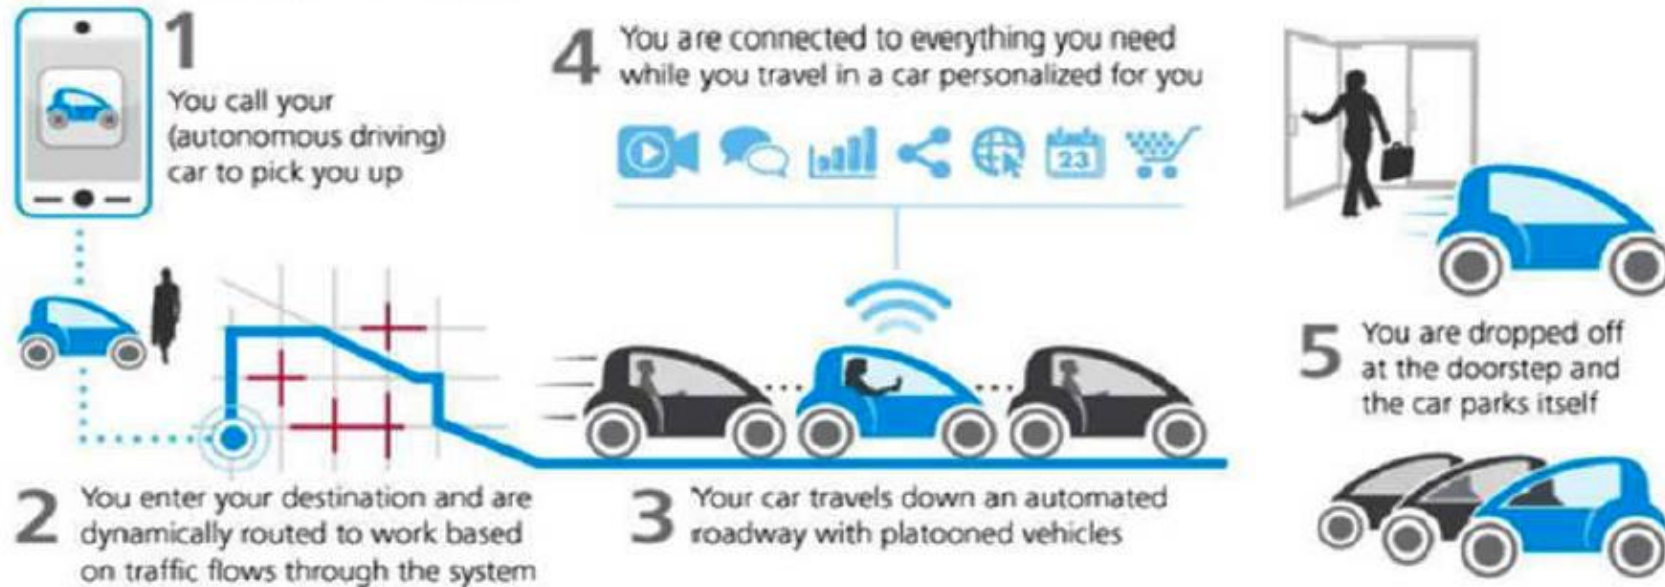 1
You call your
(autonomous driving)
car to pick you up
2
You enter your destination and are
dynamically routed to work based
on traffic flows through the system
3
Your car travels down an automated
roadway with platooned vehicles
4
You are connected to everything you need
while you travel in a car personalized for you
23
5
You are dropped off
at the doorstep and
the car parks itself